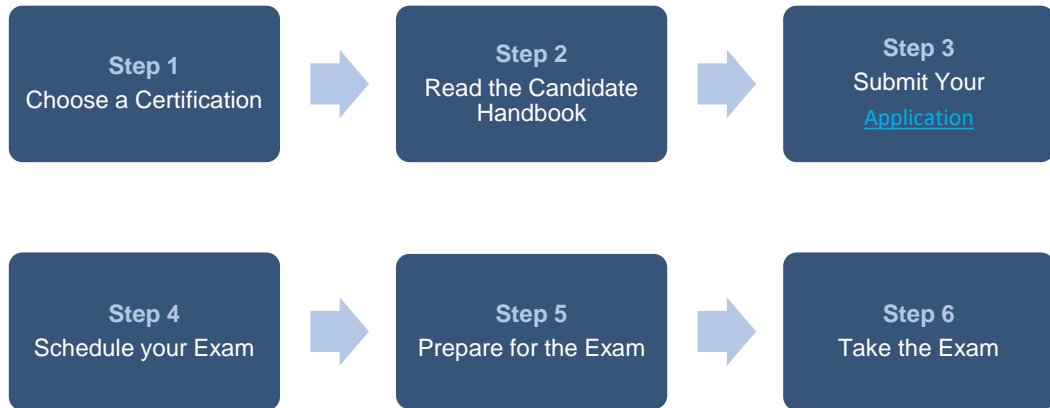 Step 1
Choose a Certification
Step 2
Read the Candidate
Handbook
Step 3
Submit Your
Application
Step 4
Schedule your Exam
Step 5
Prepare for the Exam
Step 6
Take the Exam